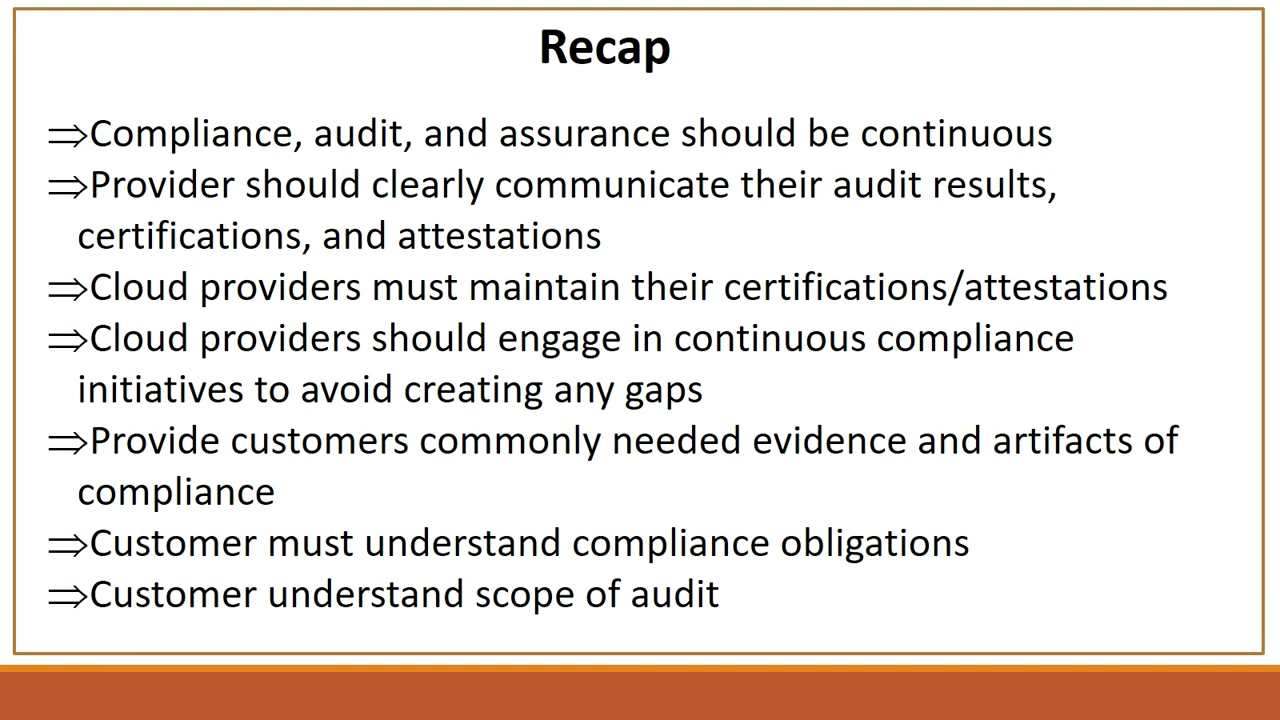 Recap
⇒Compliance, audit, and assurance should be continuous
⇒Provider should clearly communicate their audit results,
certifications, and attestations
⇒Cloud providers must maintain their certifications/attestations
⇒Cloud providers should engage in continuous compliance
initiatives to avoid creating any gaps
⇒Provide customers commonly needed evidence and artifacts of
compliance
⇒Customer must understand compliance obligations
⇒Customer understand scope of audit